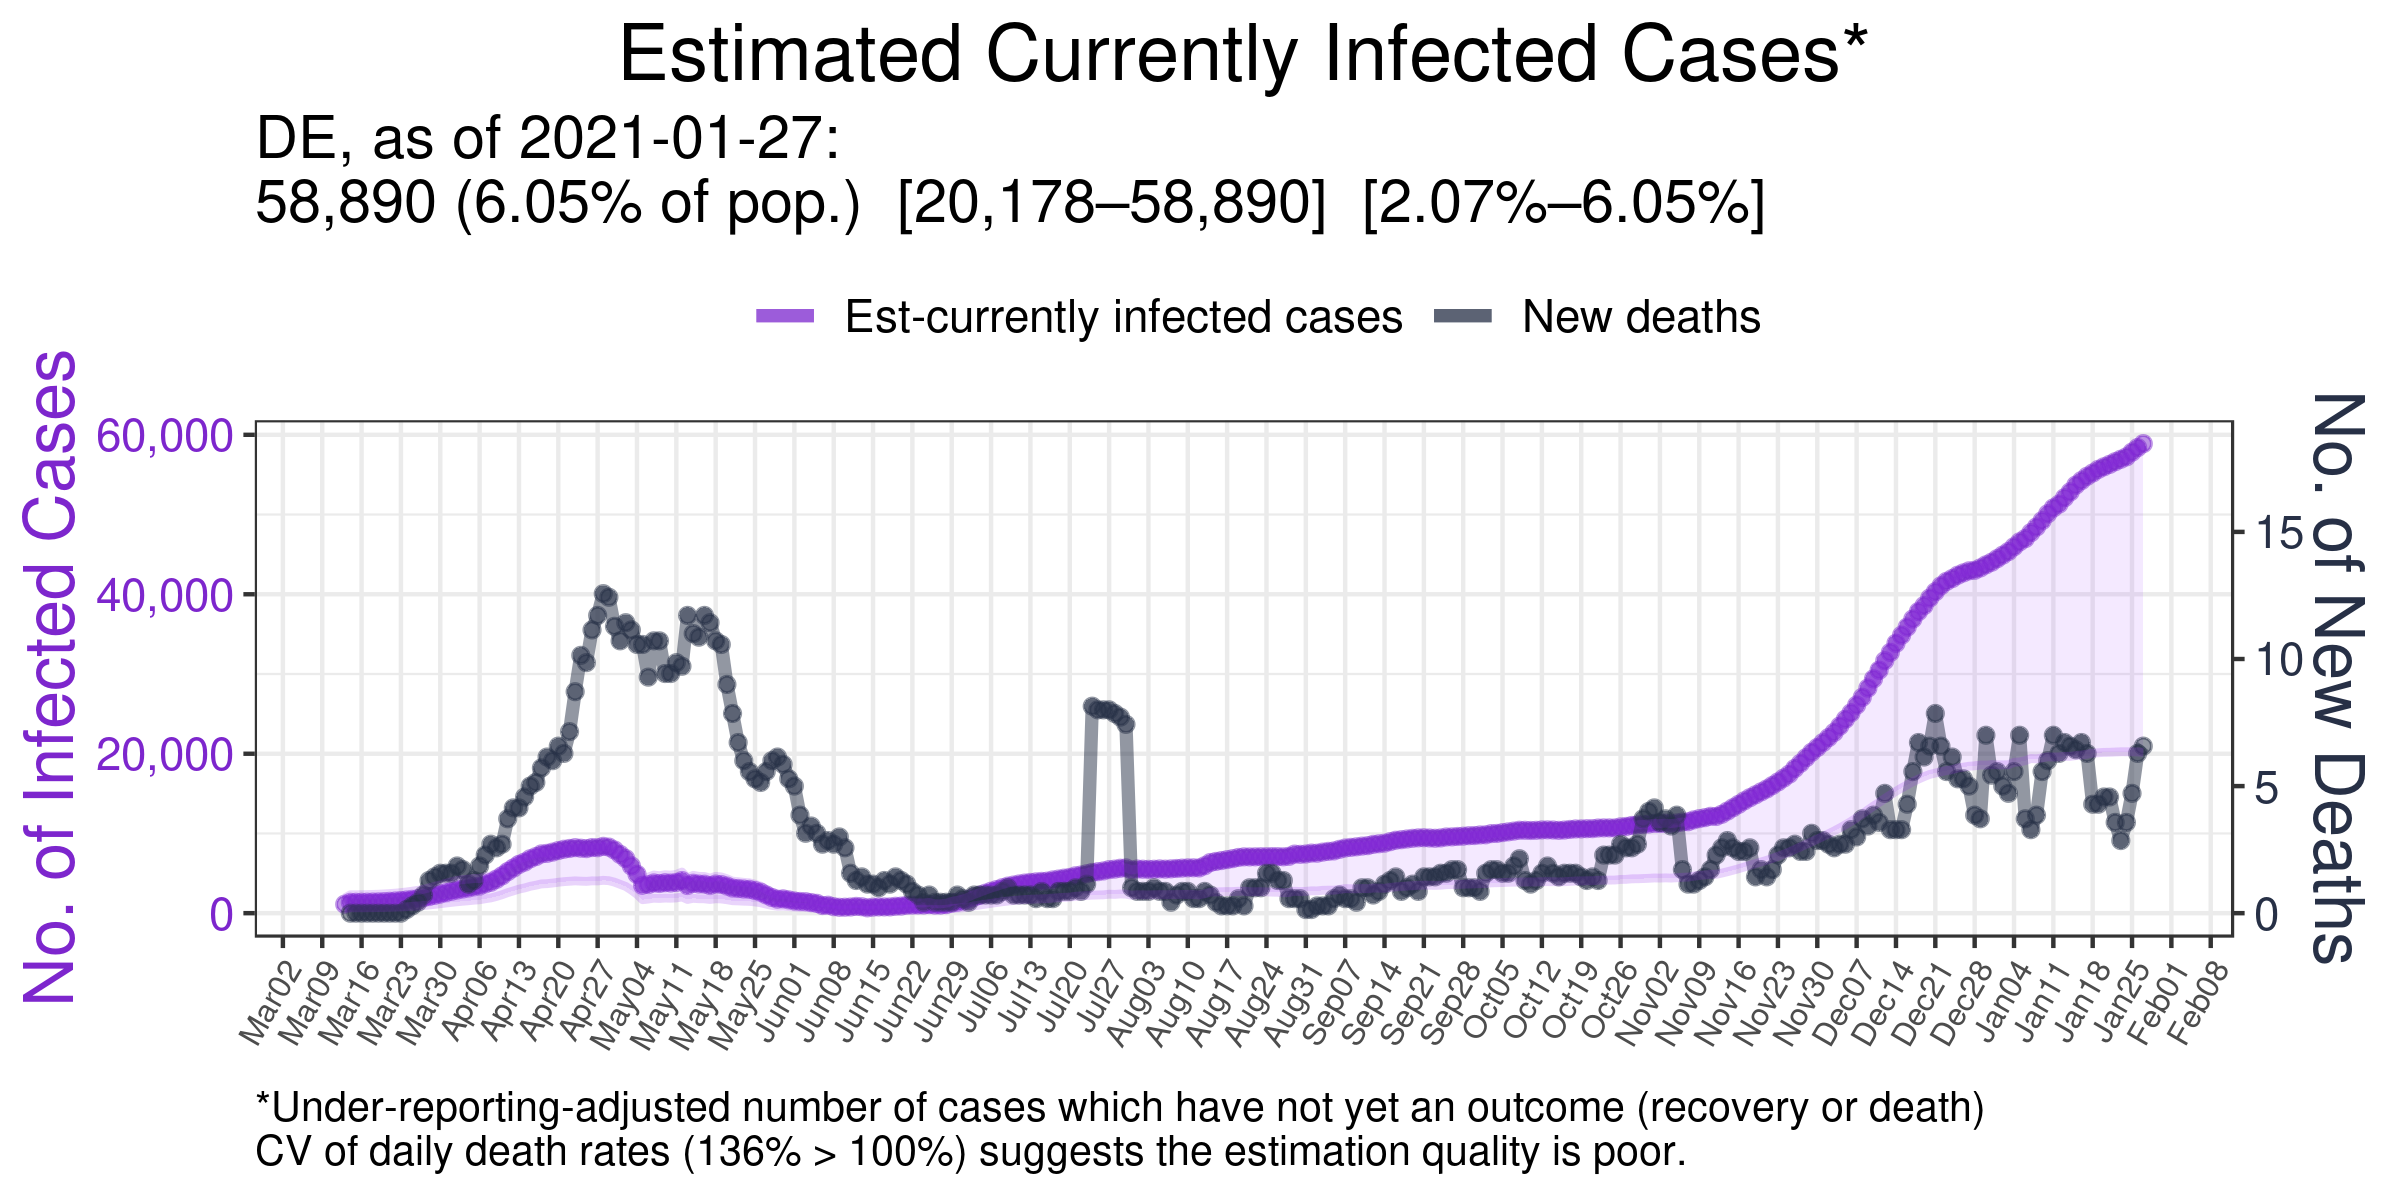 Estimated Currently Infected Cases*
DE, as of 2021-01-27:
58,890 (6.05% of pop.)  [20,178–58,890]  [2.07%–6.05%]
Est-currently infected cases
New deaths
No. of Infected Cases
60,000
40,000
20,000
0
15
10
5
0
No. of New Deaths
Mar02
Mar09
Mar16
Mar23
Mar30
Apr06
Apr13
Apr20
Apr27
May04
May11
May18
May25
Jun01
Jun08
Jun15
Jun22
Jun29
Jul06
Jul13
Jul20
Jul27
Aug03
Aug10
Aug17
Aug24
Aug31
Sep07
Sep14
Sep21
Sep28
Oct05
Oct12
Oct19
Oct26
Nov02
Nov09
Nov16
Nov23
Nov30
Dec07
Dec14
Dec21
Dec28
Jan04
Jan11
Jan18
Jan25
Feb01
Feb08
*Under-reporting-adjusted number of cases which have not yet an outcome (recovery or death)
CV of daily death rates (136% > 100%) suggests the estimation quality is poor.